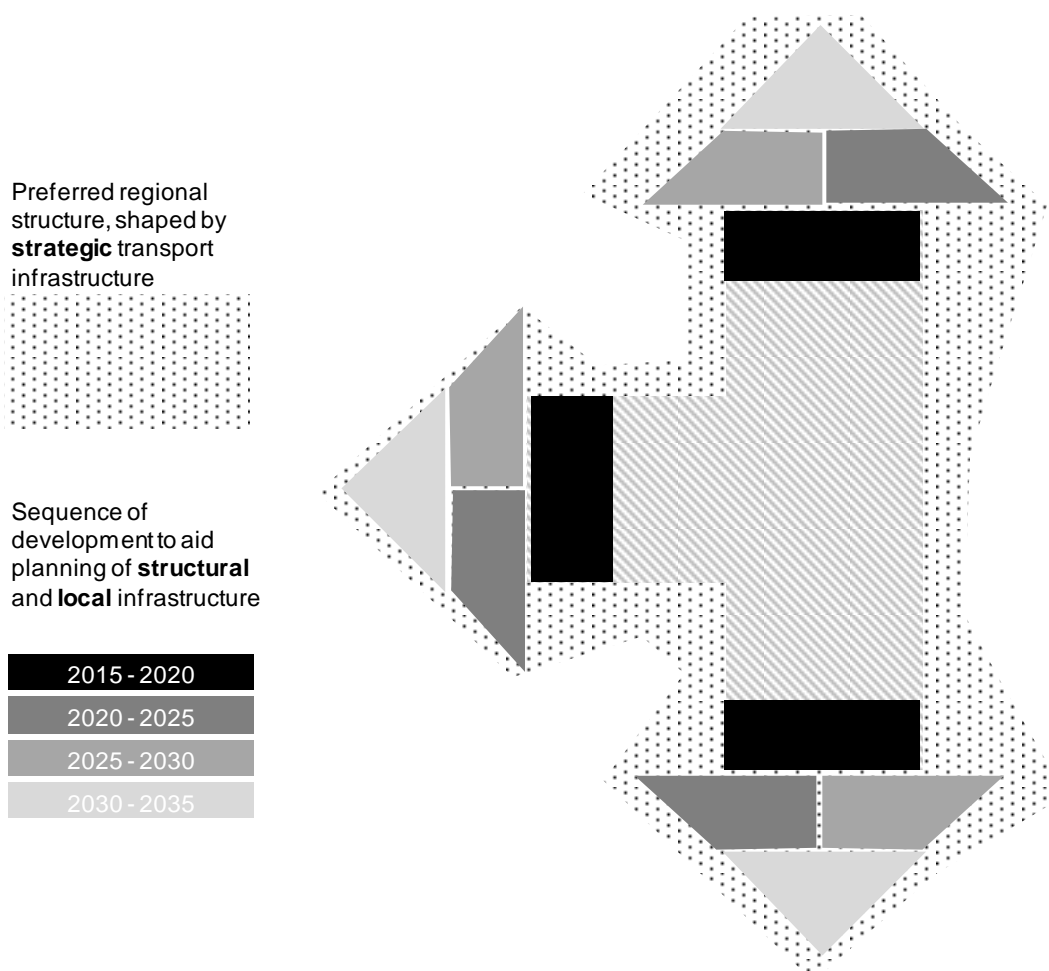 Preferred regional
structure, shaped by
strategic transport
infrastructure
Sequence of
development to aid
planning of structural
and local infrastructure
2015 - 2020
2020 - 2025
2025 - 2030
2030 - 2035